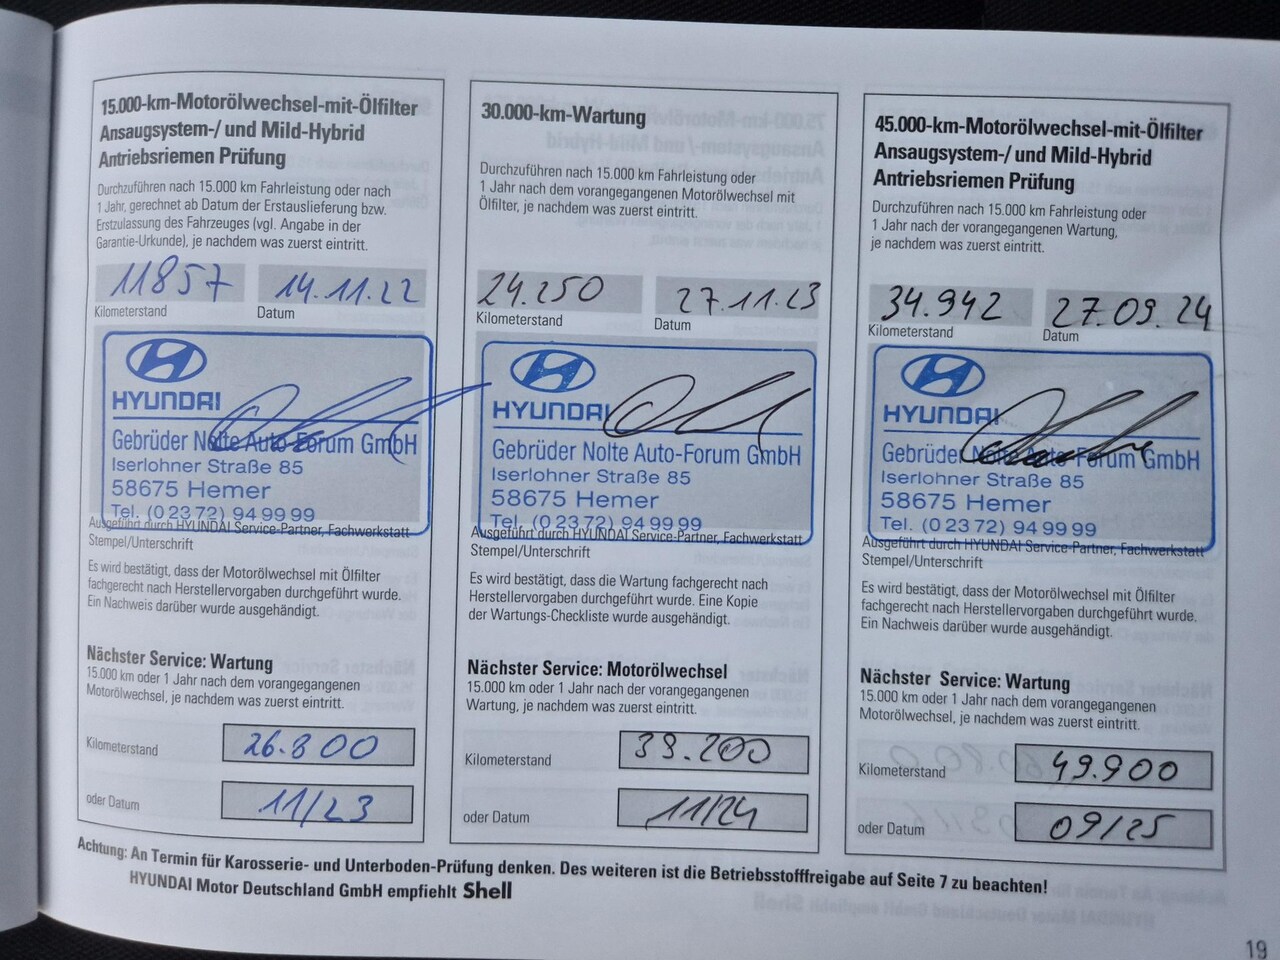 15.000-km-Motorölwechsel-mit-Ölfilter
Ansaugsystem-/ und Mild-Hybrid
Antriebsriemen Prüfung
Durchzuführen nach 15.000 km Fahrleistung oder nach
1 Jahr, gerechnet ab Datum der Erstauslieferung bzw.
Erstzulassung des Fahrzeuges (vgl. Angabe in der
Garantie-Urkunde), je nachdem was zuerst eintritt.
11857 14.11.22
Kilometerstand Datum
HYUNDAI
Gebrüder Nolte Auto-Forum GmbH
Iserlohner Straße 85
58675 Hemer
Tel. (0 23 72) 94 99 99
Ausgeführt durch HYUNDAI Service-Partner, Fachwerkstatt
Stempel/Unterschrift
Es wird bestätigt, dass der Motorölwechsel mit Ölfilter
fachgerecht nach Herstellervorgaben durchgeführt wurde.
Ein Nachweis darüber wurde ausgehändigt.
Nächster Service: Wartung
15.000 km oder 1 Jahr nach dem vorangegangenen
Motorölwechsel, je nachdem was zuerst eintritt.
Kilometerstand 26.800
oder Datum 11/23
30.000-km-Wartung
Durchzuführen nach 15.000 km Fahrleistung oder
1 Jahr nach dem vorangegangenen Motorölwechsel mit
Ölfilter, je nachdem was zuerst eintritt.
24.250 27.11.23
Kilometerstand Datum
HYUNDAI
Gebrüder Nolte Auto-Forum GmbH
Iserlohner Straße 85
58675 Hemer
Tel. (0 23 72) 94 99 99
Ausgeführt durch HYUNDAI Service-Partner, Fachwerkstatt
Stempel/Unterschrift
Es wird bestätigt, dass die Wartung fachgerecht nach
Herstellervorgaben durchgeführt wurde. Eine Kopie
der Wartungs-Checkliste wurde ausgehändigt.
Nächster Service: Motorölwechsel
15.000 km oder 1 Jahr nach der vorangegangenen
Wartung, je nachdem was zuerst eintritt.
Kilometerstand 39.200
oder Datum 11/24
45.000-km-Motorölwechsel-mit-Ölfilter
Ansaugsystem-/ und Mild-Hybrid
Antriebsriemen Prüfung
Durchzuführen nach 15.000 km Fahrleistung oder
1 Jahr nach der vorangegangenen Wartung,
je nachdem was zuerst eintritt.
34.942 27.09.24
Kilometerstand Datum
HYUNDAI
Gebrüder Nolte Auto-Forum GmbH
Iserlohner Straße 85
58675 Hemer
Tel. (0 23 72) 94 99 99
Ausgeführt durch HYUNDAI Service-Partner, Fachwerkstatt
Stempel/Unterschrift
Es wird bestätigt, dass der Motorölwechsel mit Ölfilter
fachgerecht nach Herstellervorgaben durchgeführt wurde.
Ein Nachweis darüber wurde ausgehändigt.
Nächster Service: Wartung
15.000 km oder 1 Jahr nach dem vorangegangenen
Motorölwechsel, je nachdem was zuerst eintritt.
Kilometerstand 49.900
oder Datum 09/25
Achtung: An Termin für Karosserie- und Unterboden-Prüfung denken. Des weiteren ist die Betriebsstofffreigabe auf Seite 7 zu beachten!
HYUNDAI Motor Deutschland GmbH empfiehlt Shell
19